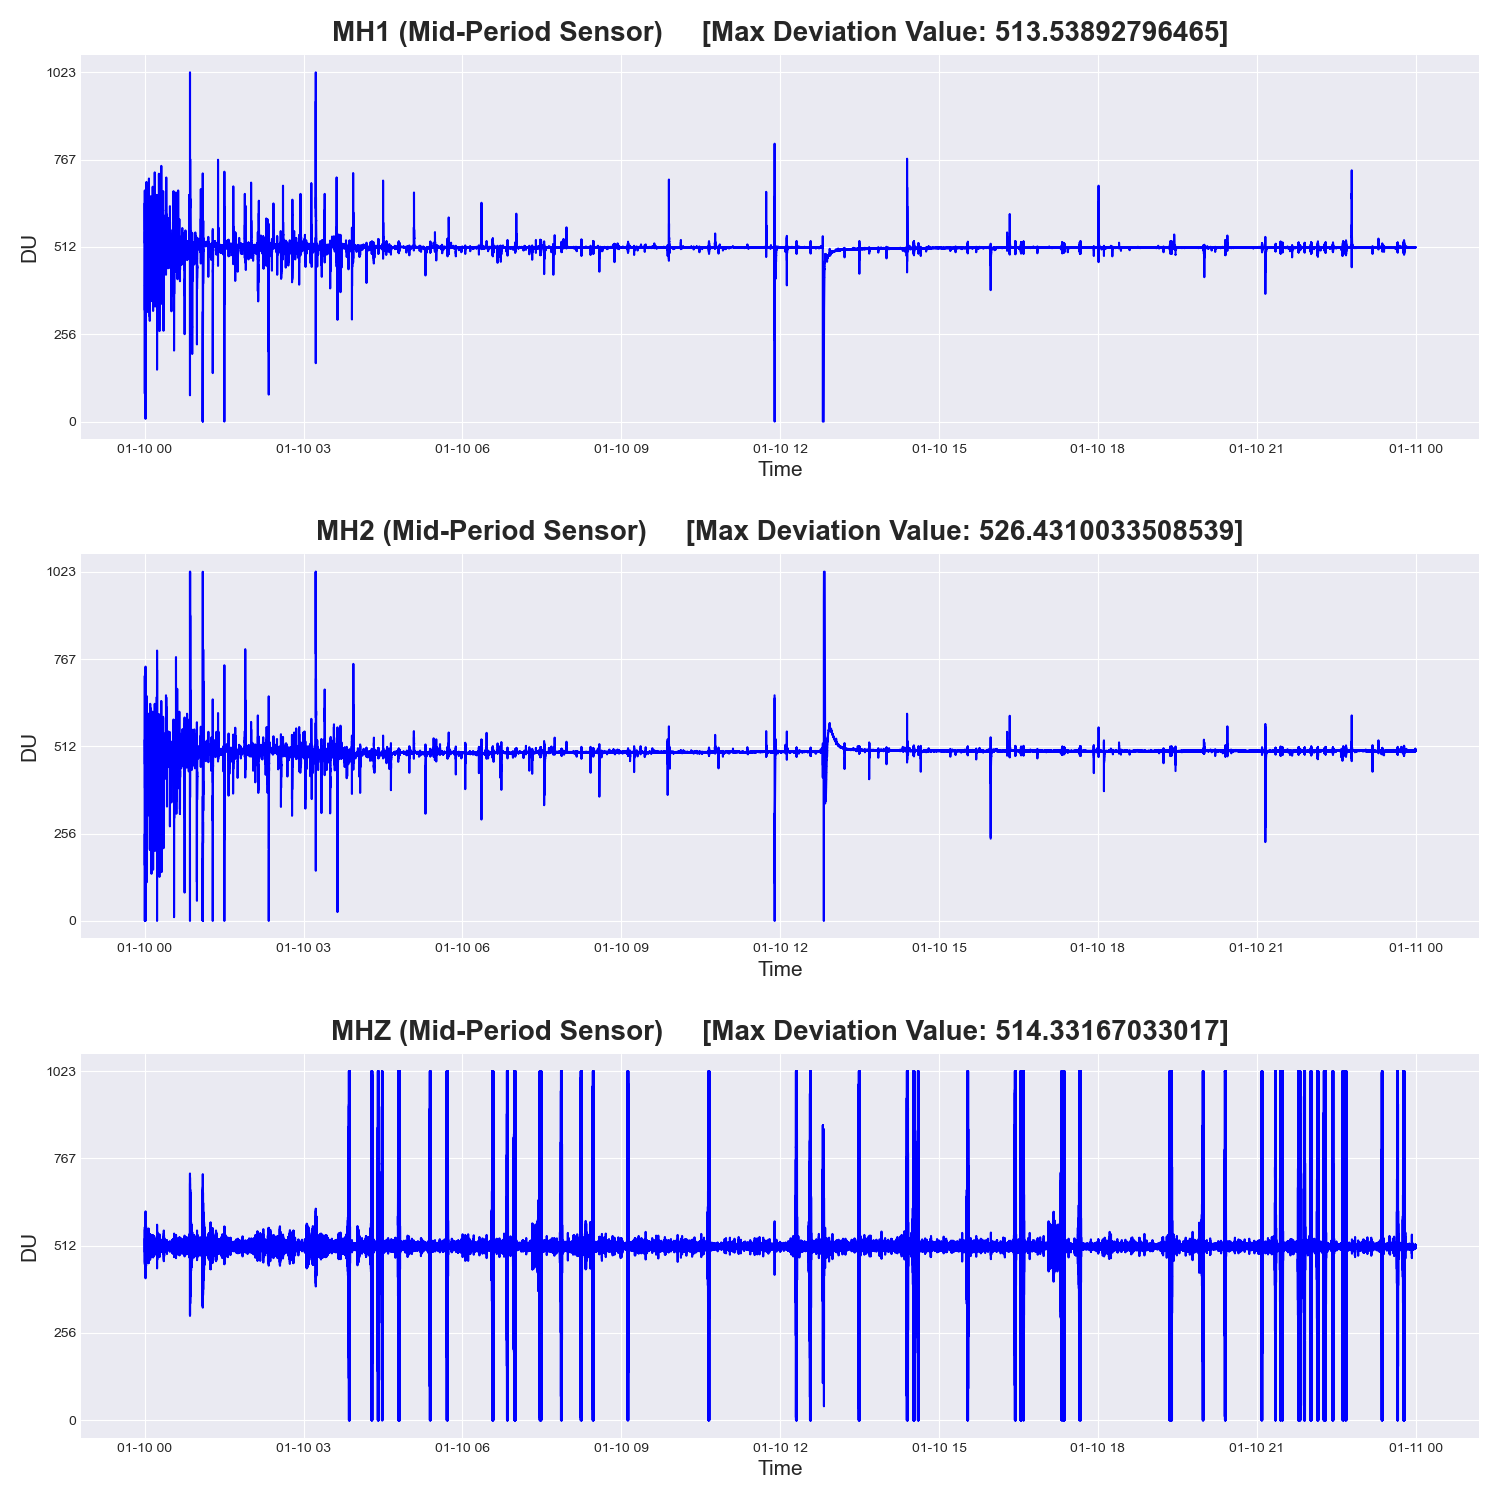 MH1 (Mid-Period Sensor) [Max Deviation Value: 513.53892796465]
1023
767
512
256
0
DU
01-10 00 01-10 03 01-10 06 01-10 09 01-10 12 01-10 15 01-10 18 01-10 21 01-11 00
Time
MH2 (Mid-Period Sensor) [Max Deviation Value: 526.4310033508539]
1023
767
512
256
0
DU
01-10 00 01-10 03 01-10 06 01-10 09 01-10 12 01-10 15 01-10 18 01-10 21 01-11 00
Time
MHZ (Mid-Period Sensor) [Max Deviation Value: 514.33167033017]
1023
767
512
256
0
DU
01-10 00 01-10 03 01-10 06 01-10 09 01-10 12 01-10 15 01-10 18 01-10 21 01-11 00
Time